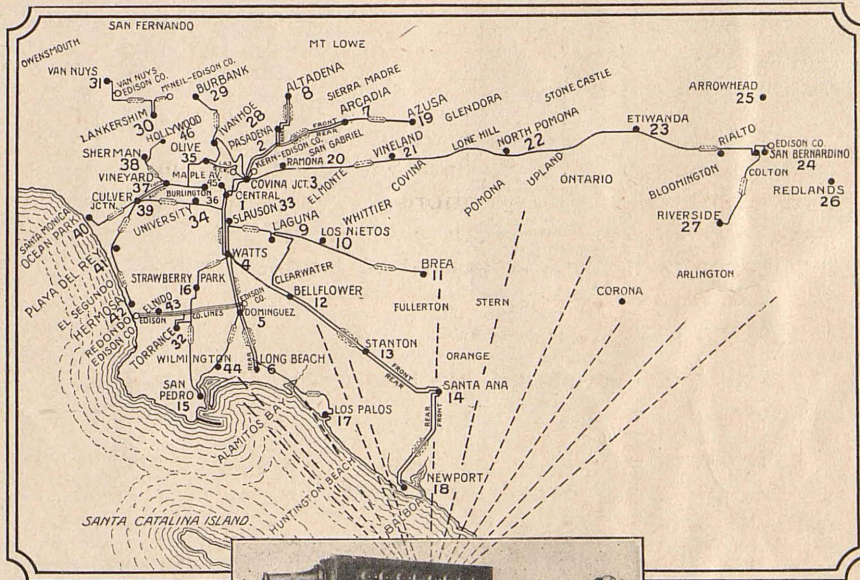 SAN FERNANDO
MT LOWE
OWENSMOUTH
VAN NUYS
31
VAN NUYS
EDISON CO.
McNEIL-EDISON CO.
BURBANK
29
ALTADENA
8
SIERRA MADRE
ARCADIA
7
AZUSA
19
GLENDORA
STONE CASTLE
ARROWHEAD
25
LANKERSHIM
30
HOLLYWOOD
46
IVANHOE
28
PASADENA
2
FRONT
REAR
KERN-EDISON CO.
SAN GABRIEL
LONE HILL
NORTH POMONA
22
ETIWANDA
23
RIALTO
EDISON CO.
SAN BERNARDINO
24
SHERMAN
38
OLIVE
35
RAMONA 20
VINELAND
21
COVINA
VINEYARD
37
MAPLE AV.
45
BURLINGTON
36
COVINA JCT. 3
CENTRAL
1
ELMONTE
POMONA
UPLAND
ONTARIO
BLOOMINGTON
COLTON
REDLANDS
26
RIVERSIDE
27
CULVER
JCTN.
39
UNIVERSITY
34
SLAUSON 33
LAGUNA
9
WHITTIER
LOS NIETOS
10
SANTA MONICA
OCEAN PARK
40
WATTS
4
BREA
11
ARLINGTON
PLAYA DEL REY
41
STRAWBERRY PARK
16
CLEARWATER
BELLFLOWER
12
FULLERTON
STERN
CORONA
EL SEGUNDO
HERMOSA
42
REDONDO
EDISON CO.
ELNIDO
43
EDISON CO. LINES
EDISON
CO.
DOMINGUEZ
5
TORRANCE
32
STANTON
13
FRONT
REAR
ORANGE
WILMINGTON
44
REAR
LONG BEACH
6
SANTA ANA
14
SAN
PEDRO
15
LOS PALOS
17
REAR
FRONT
ALAMITOS BAY
NEWPORT
18
HUNTINGTON BEACH
BALBOA
SANTA CATALINA ISLAND